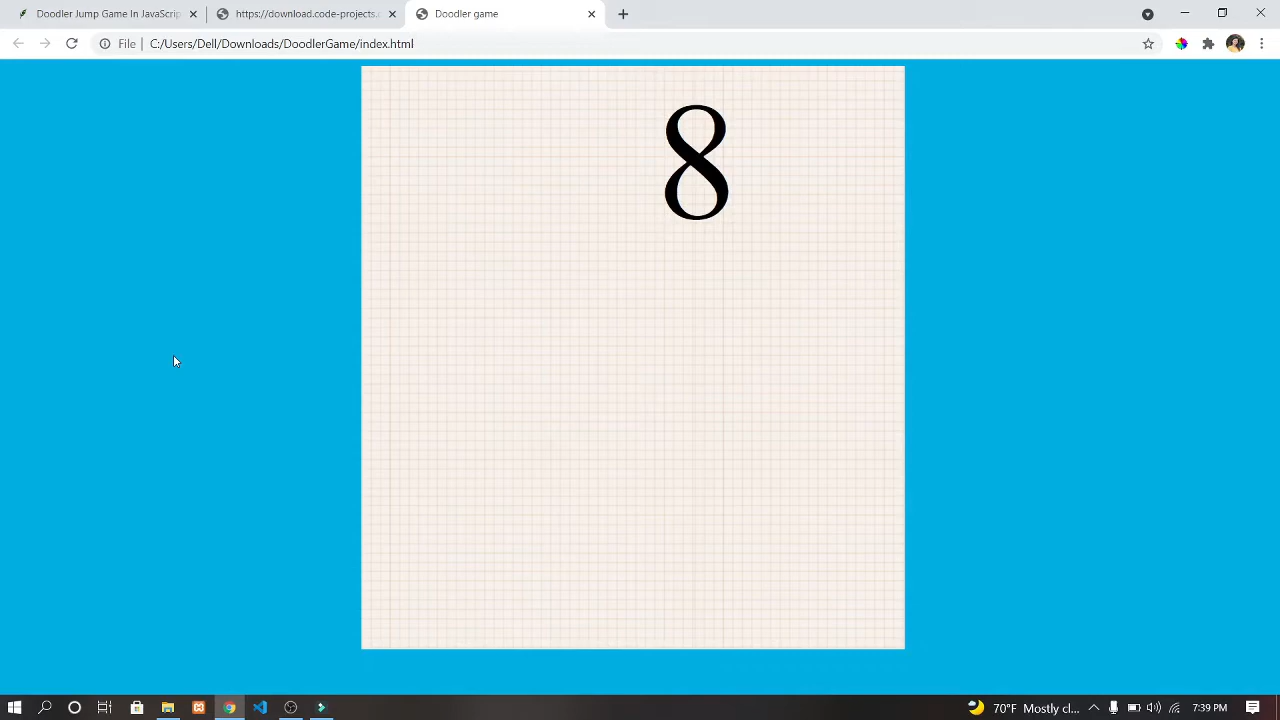 Doodler Jump Game In JavaScrip
https://download.code-projects.
Doodler game
File
C:/Users/Dell/Downloads/DoodlerGame/index.html
8
70°F Mostly cl...
7:39 PM